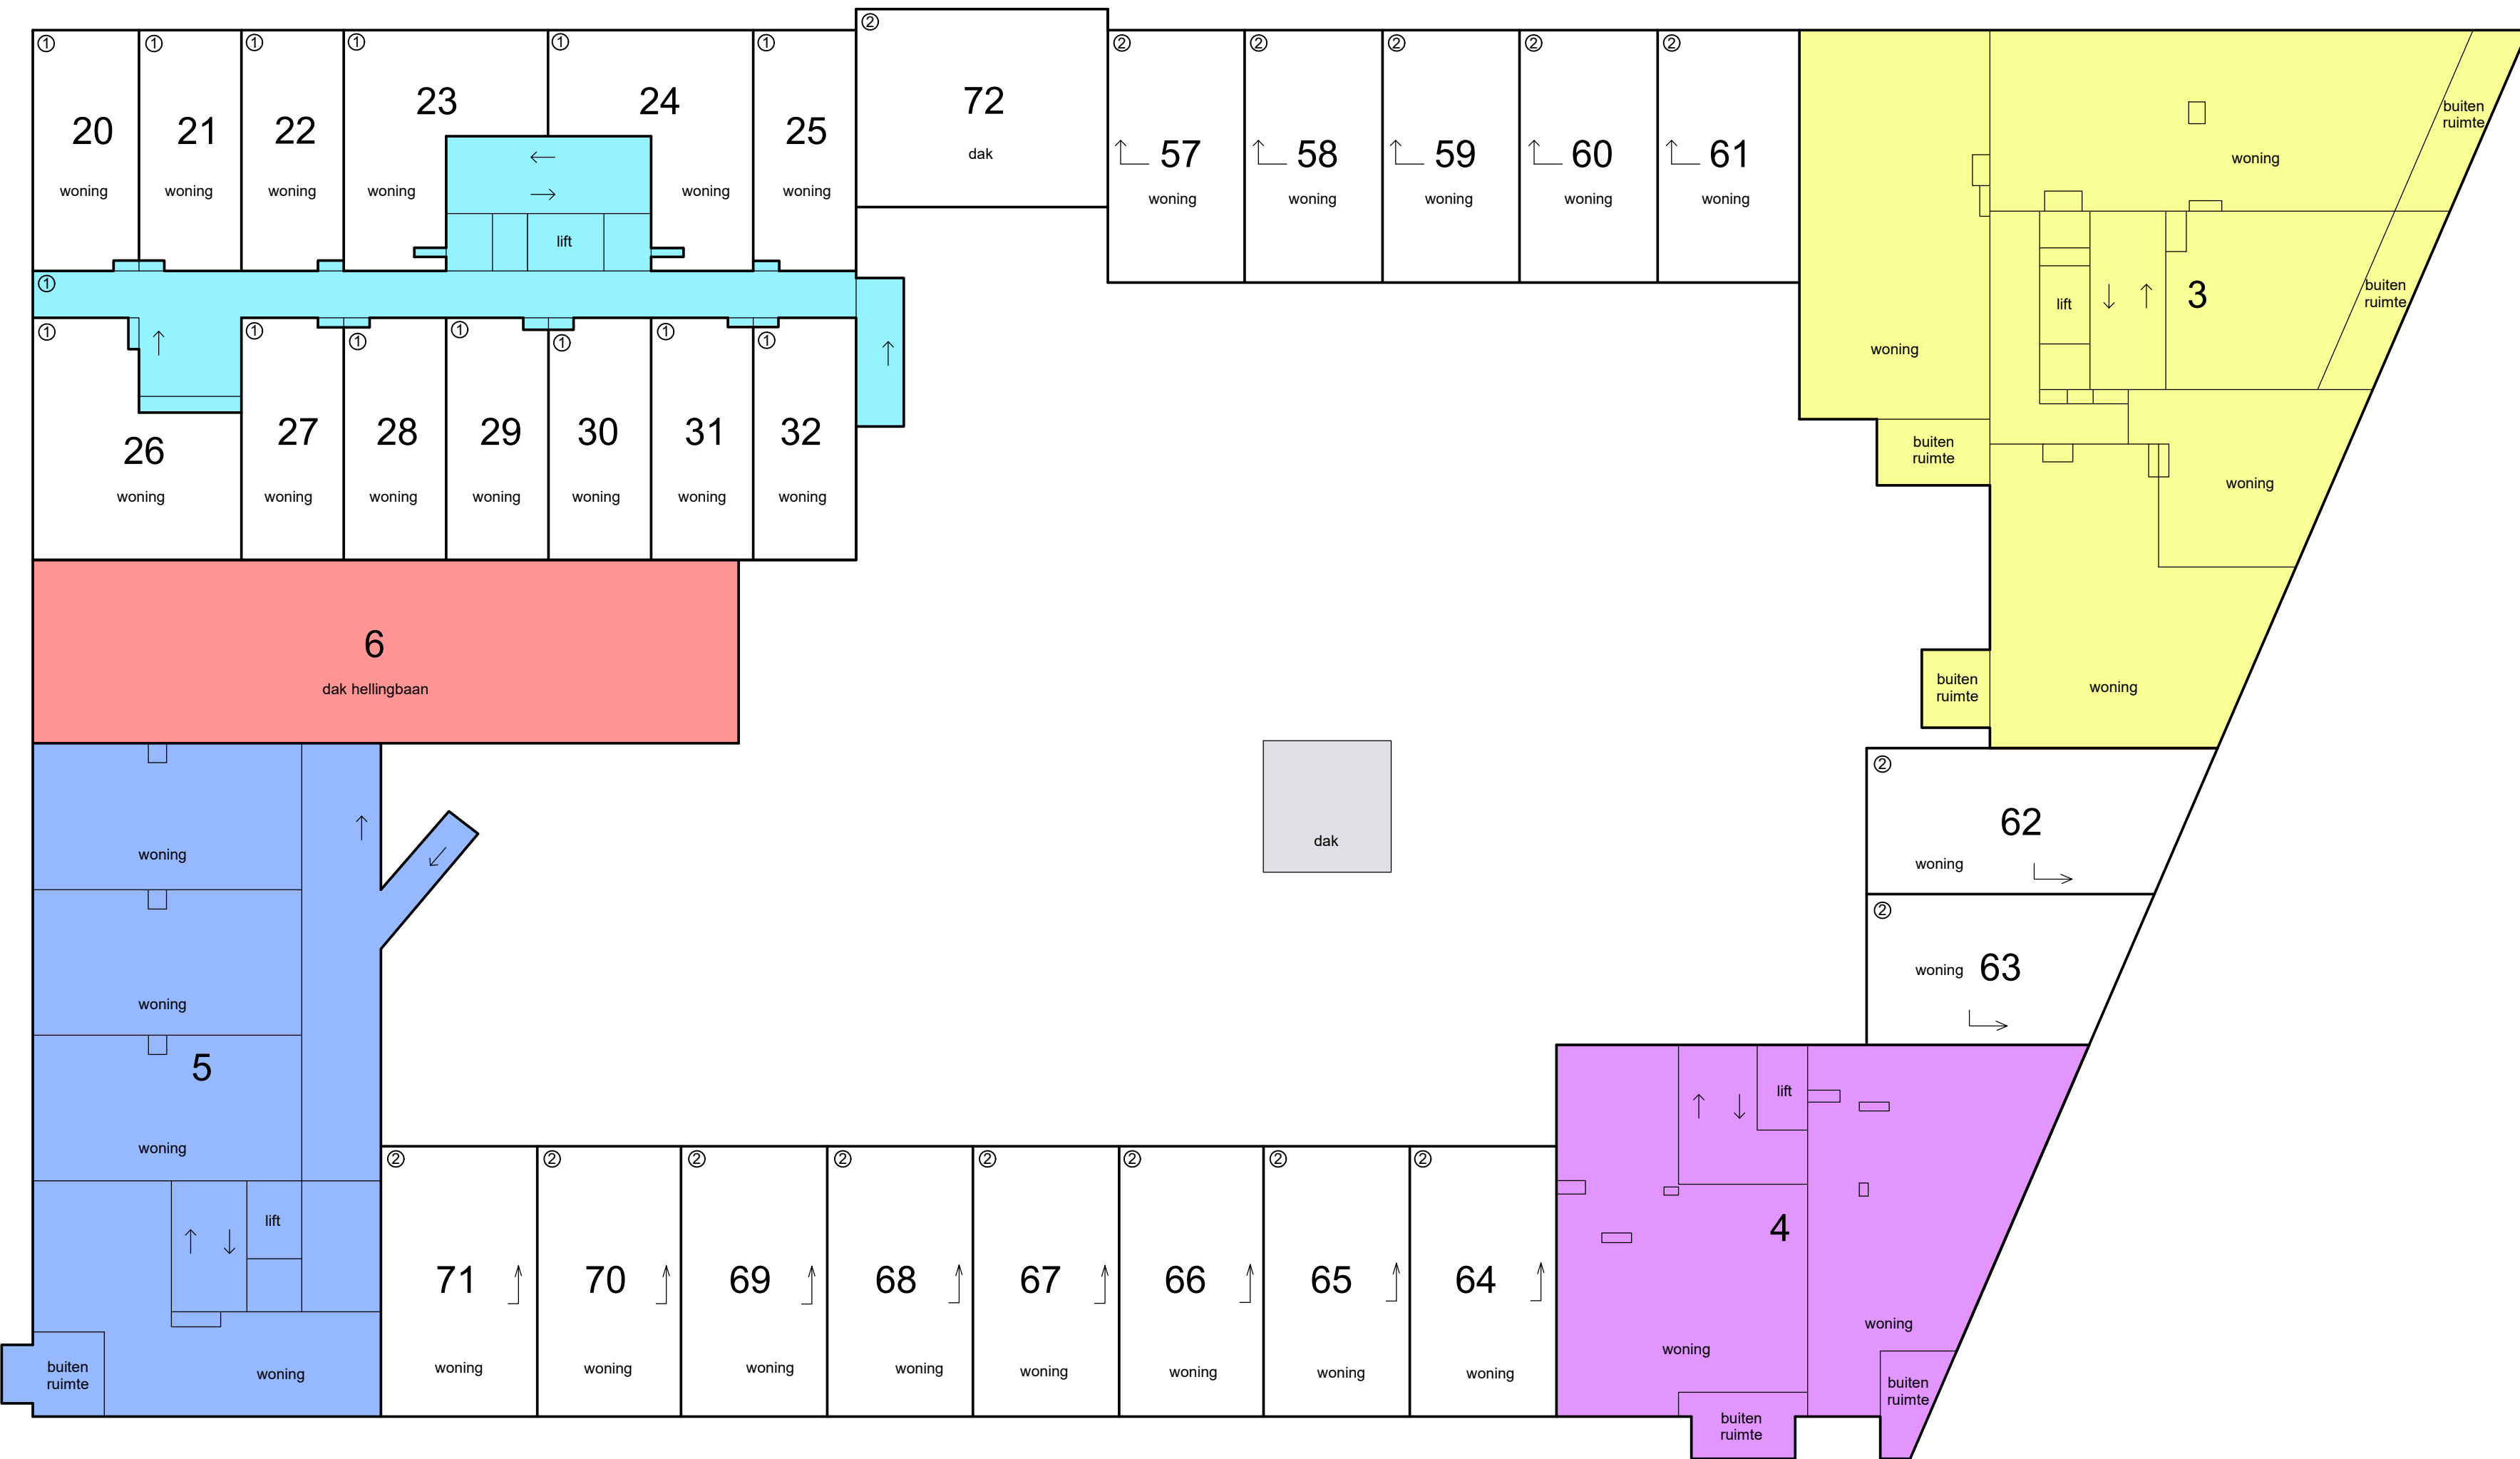 ① ① ① ① ① ① ② ② ② ② ② ②
20 21 22 23 24 25 72 57 58 59 60 61
woning woning woning woning woning woning dak woning woning woning woning woning
lift
①
① ① ① ① ① ① ①
26 27 28 29 30 31 32
woning woning woning woning woning woning woning
buiten
ruimte
woning
buiten
ruimte
lift
3
woning
buiten
ruimte
woning
buiten
ruimte
woning
6
dak hellingbaan
dak
②
62
woning
②
woning 63
woning
woning
5
woning
lift
buiten
ruimte
woning
② ② ② ② ② ② ② ②
71 70 69 68 67 66 65 64
woning woning woning woning woning woning woning woning
lift
4
woning
woning
buiten
ruimte
buiten
ruimte